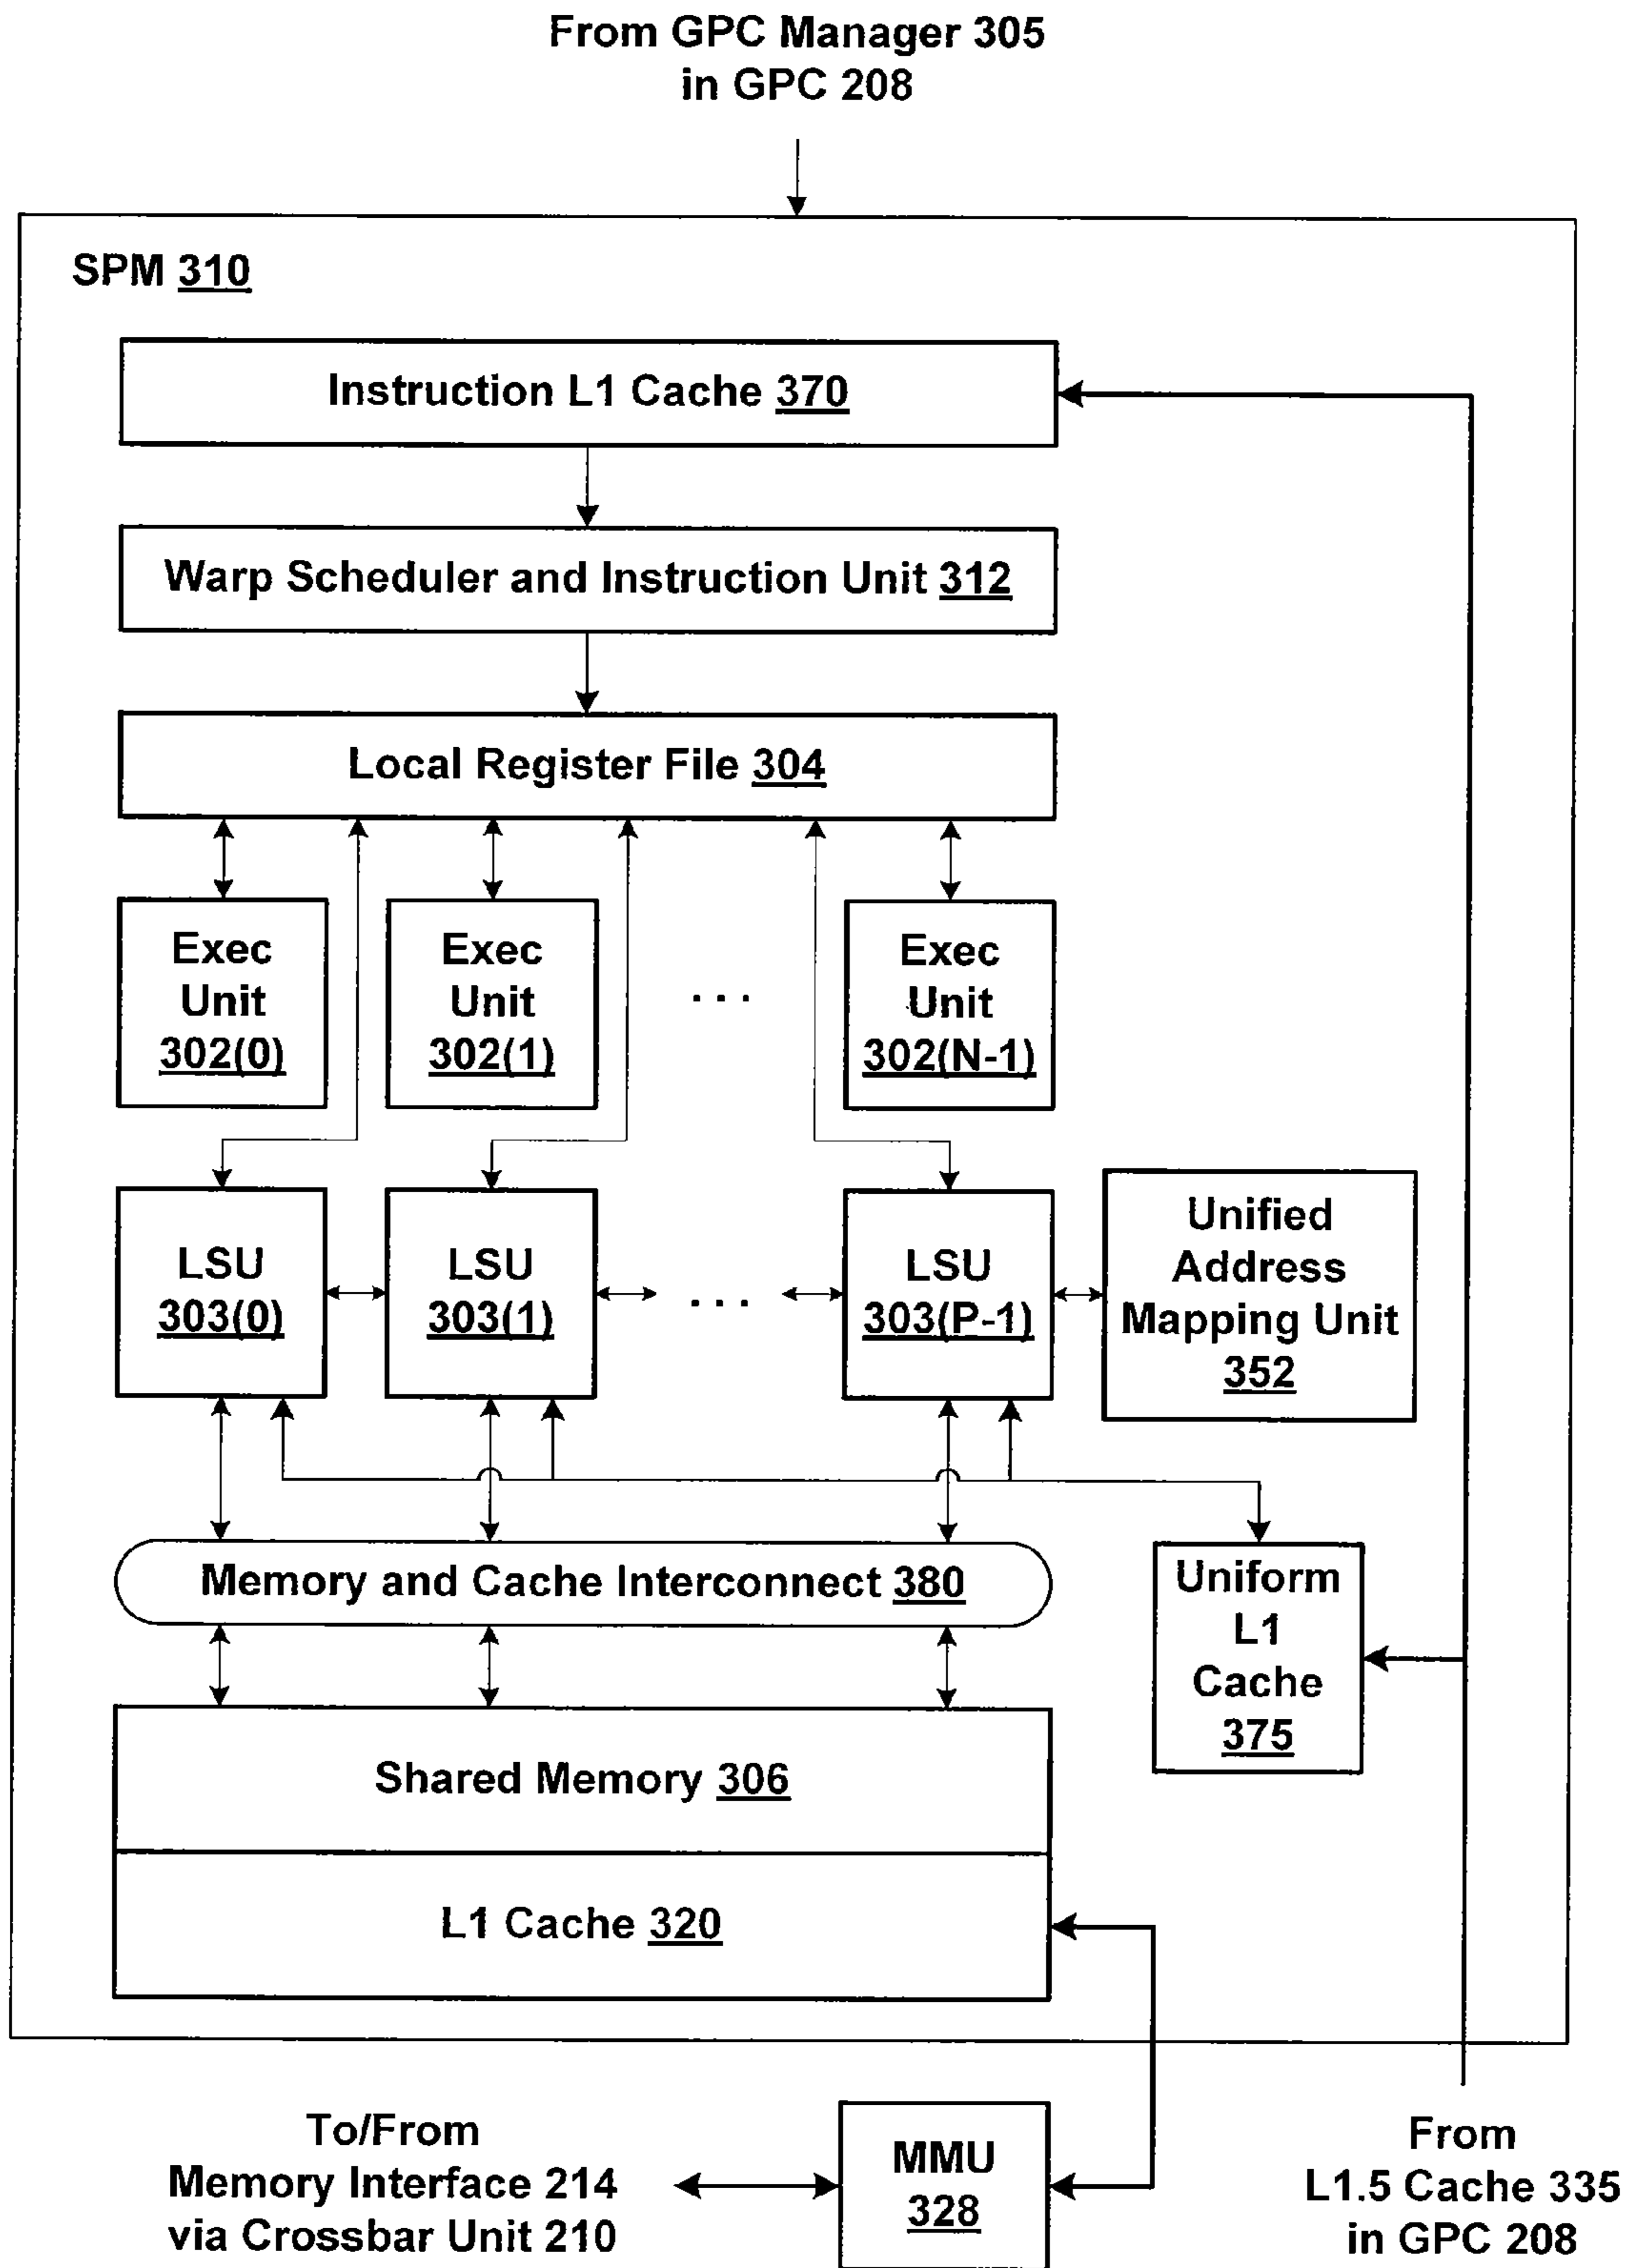 From GPC Manager 305
in GPC 208
SPM 310
Instruction L1 Cache 370
Warp Scheduler and Instruction Unit 312
Local Register File 304
Exec
Unit
302(0)
Exec
Unit
302(1)
. . .
Exec
Unit
302(N-1)
LSU
303(0)
LSU
303(1)
. . .
LSU
303(P-1)
Unified
Address
Mapping Unit
352
Memory and Cache Interconnect 380
Uniform
L1
Cache
375
Shared Memory 306
L1 Cache 320
To/From
Memory Interface 214
via Crossbar Unit 210
MMU
328
From
L1.5 Cache 335
in GPC 208